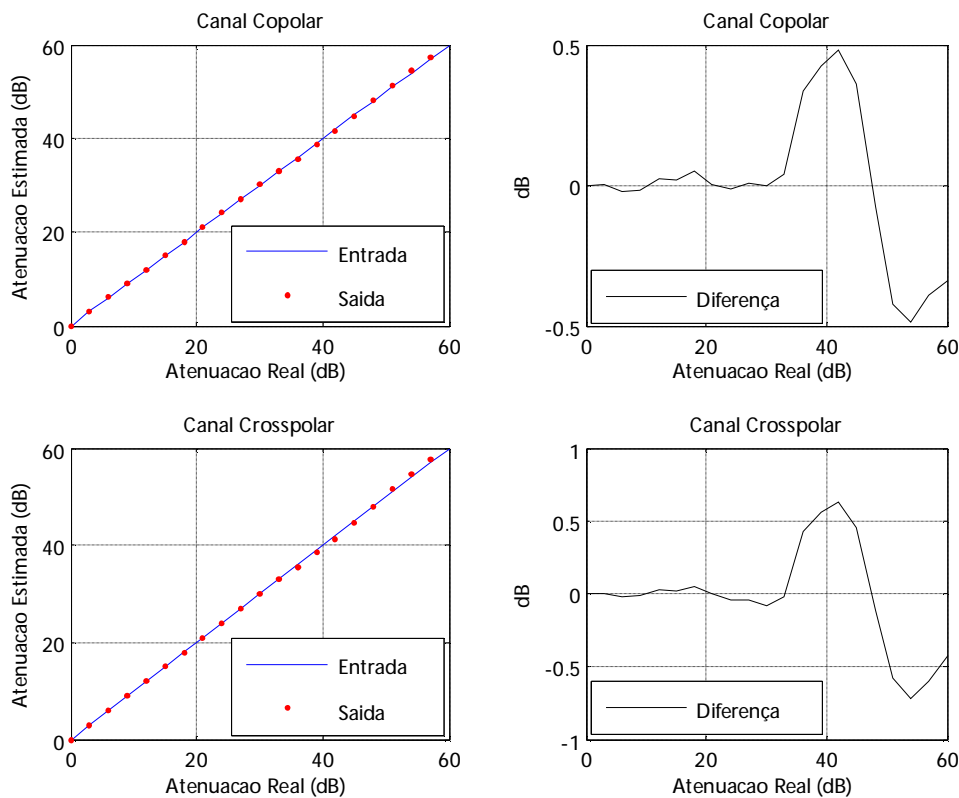 Canal Copolar
Atenuacao Estimada (dB)
60
40
20
0
0 20 40 60
Atenuacao Real (dB)
Entrada
Saida
Canal Copolar
dB
0.5
0
-0.5
0 20 40 60
Atenuacao Real (dB)
Diferença
Canal Crosspolar
Atenuacao Estimada (dB)
60
40
20
0
0 20 40 60
Atenuacao Real (dB)
Entrada
Saida
Canal Crosspolar
dB
1
0.5
0
-0.5
-1
0 20 40 60
Atenuacao Real (dB)
Diferença